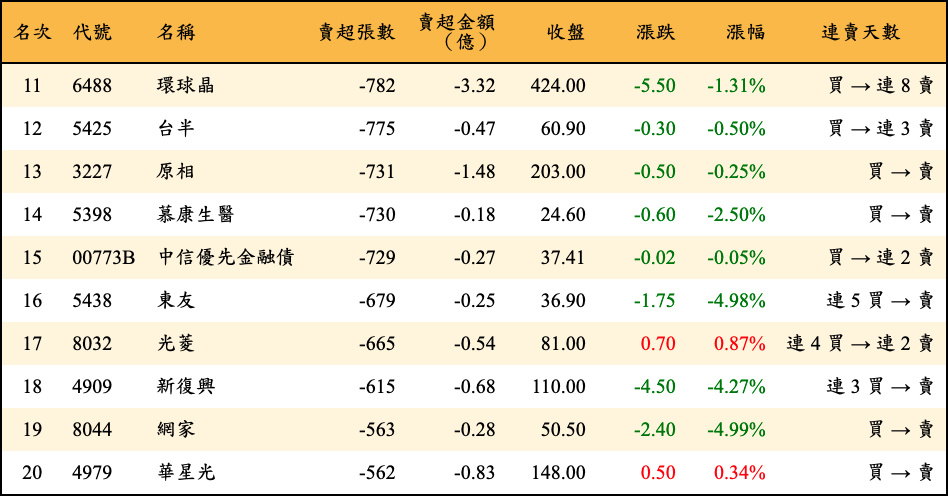 名次 代號 名稱 賣超張數 賣超金額（億） 收盤 漲跌 漲幅 連賣天數
11 6488 環球晶 -782 -3.32 424.00 -5.50 -1.31% 買 → 連 8 賣
12 5425 台半 -775 -0.47 60.90 -0.30 -0.50% 買 → 連 3 賣
13 3227 原相 -731 -1.48 203.00 -0.50 -0.25% 買 → 賣
14 5398 慕康生醫 -730 -0.18 24.60 -0.60 -2.50% 買 → 賣
15 00773B 中信優先金融債 -729 -0.27 37.41 -0.02 -0.05% 買 → 連 2 賣
16 5438 東友 -679 -0.25 36.90 -1.75 -4.98% 連 5 買 → 賣
17 8032 光菱 -665 -0.54 81.00 0.70 0.87% 連 4 買 → 連 2 賣
18 4909 新復興 -615 -0.68 110.00 -4.50 -4.27% 連 3 買 → 賣
19 8044 網家 -563 -0.28 50.50 -2.40 -4.99% 買 → 賣
20 4979 華星光 -562 -0.83 148.00 0.50 0.34% 買 → 賣